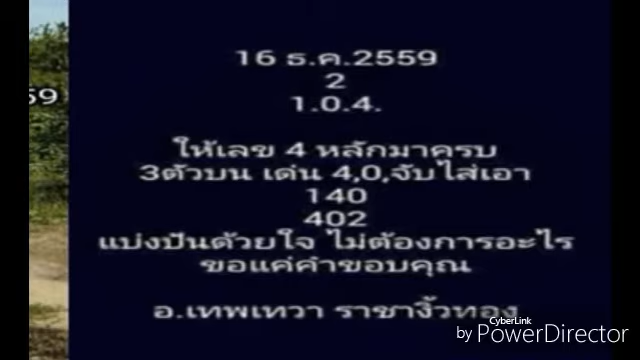 16 ธ.ค.2559
2
59
1.0.4.
ให้เลข 4 หลักมาครบ
3ตัวบน เด่น 4,0,จับใส่เอา
140
402
แบ่งปันด้วยใจ ไม่ต้องการอะไร
ขอแค่คำขอบคุณ
อ.เทพเทวา ราชางิ้วทอง
CyberLink
by PowerDirector